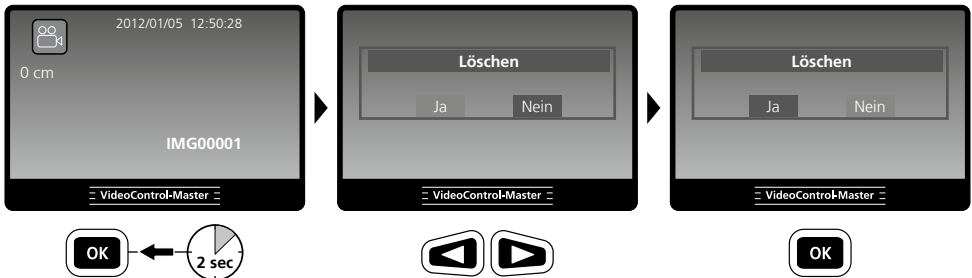 2012/01/05 12:50:28
0 cm
IMG00001
VideoControl-Master
Löschen
Ja Nein
VideoControl-Master
Löschen
Ja Nein
VideoControl-Master
OK
2 sec
OK